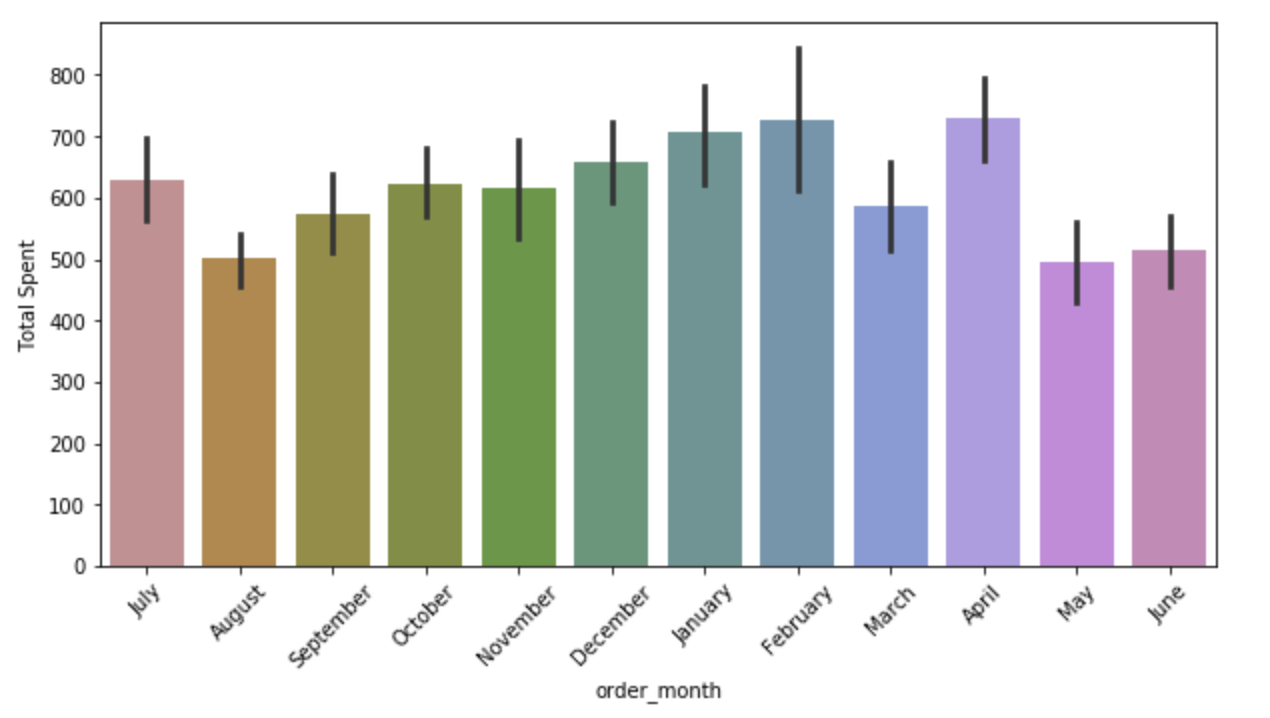 Total Spent
800
700
600
500
400
300
200
100
0
July
August
September
October
November
December
January
February
March
April
May
June
order_month